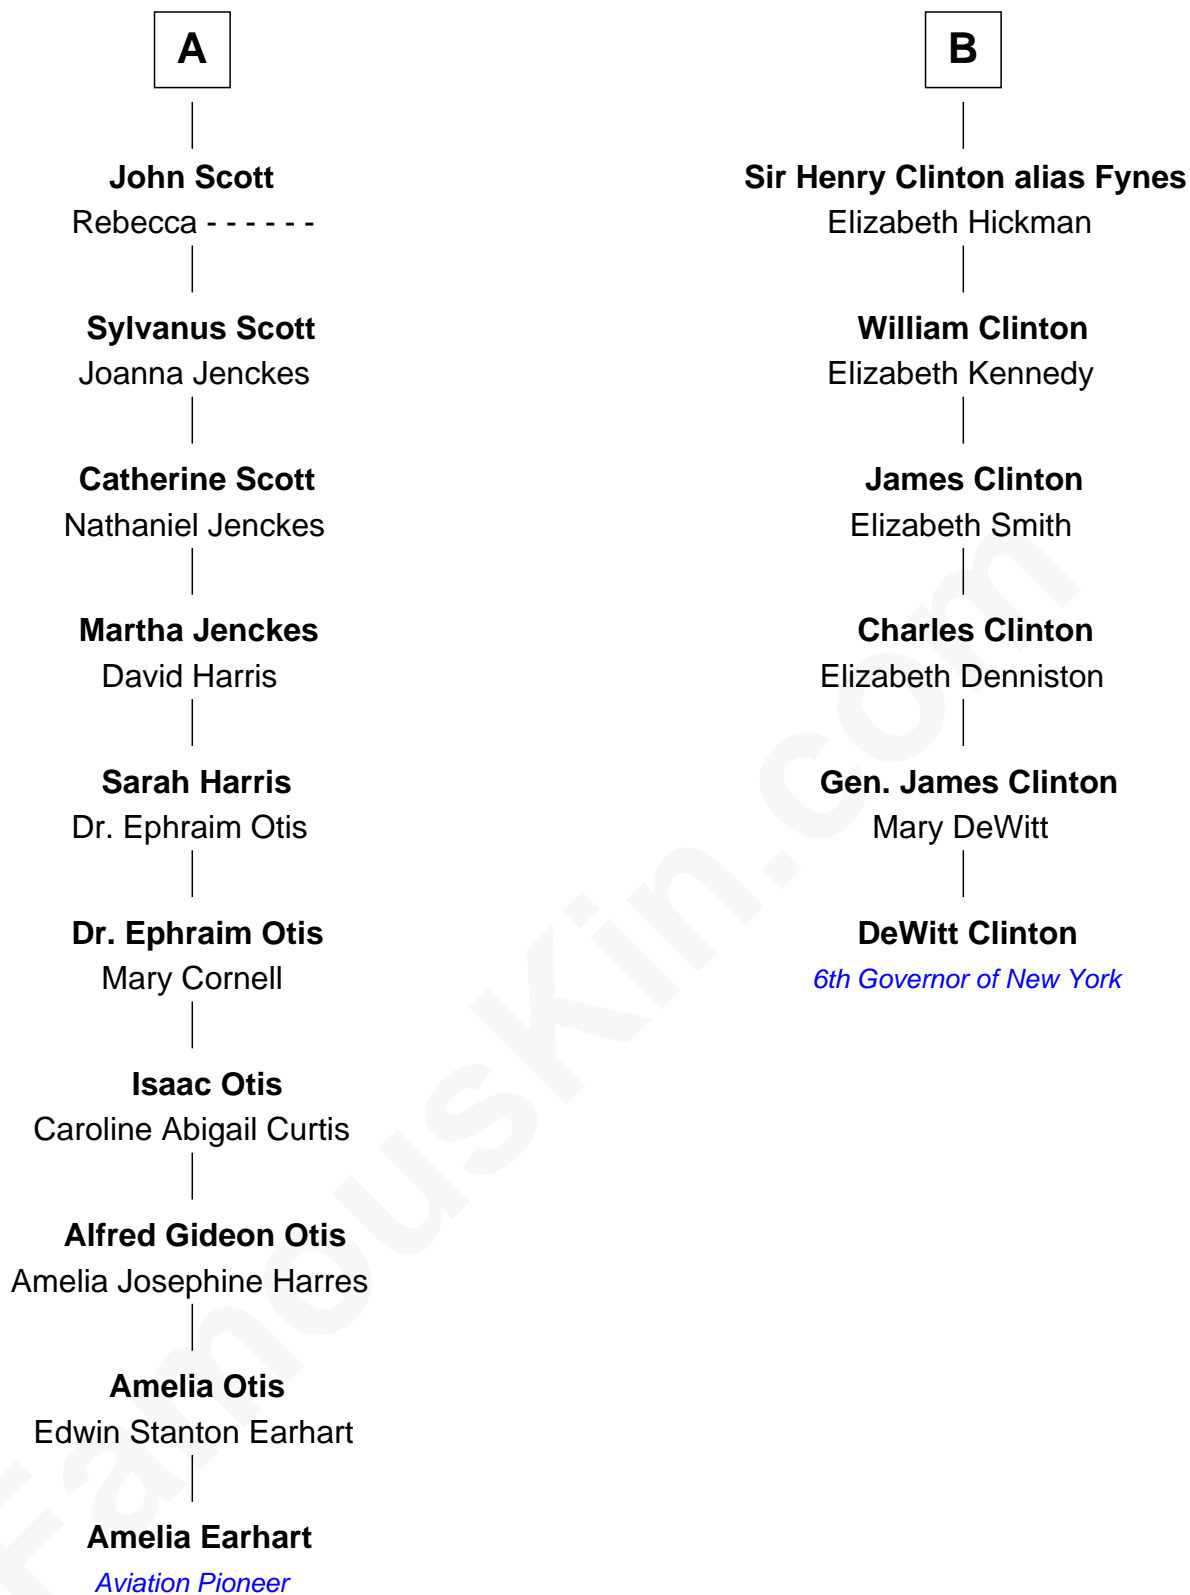 A
John Scott
Rebecca - - - - - -
Sylvanus Scott
Joanna Jenckes
Catherine Scott
Nathaniel Jenckes
Martha Jenckes
David Harris
Sarah Harris
Dr. Ephraim Otis
Dr. Ephraim Otis
Mary Cornell
Isaac Otis
Caroline Abigail Curtis
Alfred Gideon Otis
Amelia Josephine Harres
Amelia Otis
Edwin Stanton Earhart
Amelia Earhart
Aviation Pioneer
B
Sir Henry Clinton alias Fynes
Elizabeth Hickman
William Clinton
Elizabeth Kennedy
James Clinton
Elizabeth Smith
Charles Clinton
Elizabeth Denniston
Gen. James Clinton
Mary DeWitt
DeWitt Clinton
6th Governor of New York
FamousKin.com